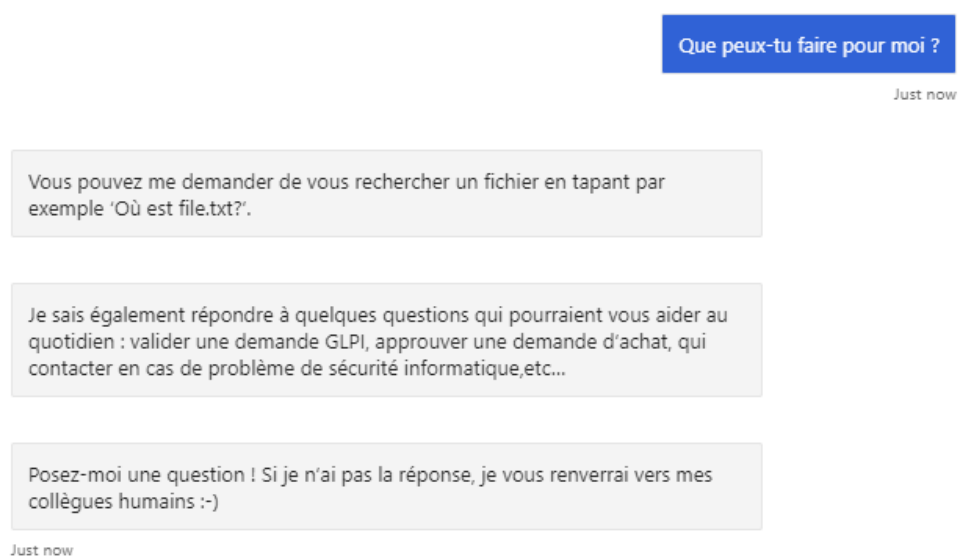 Que peux-tu faire pour moi ?
Just now
Vous pouvez me demander de vous rechercher un fichier en tapant par
exemple ‘Où est file.txt?’.
Je sais également répondre à quelques questions qui pourraient vous aider au
quotidien : valider une demande GLPI, approuver une demande d’achat, qui
contacter en cas de problème de sécurité informatique,etc...
Posez-moi une question ! Si je n’ai pas la réponse, je vous renverrai vers mes
collègues humains :-)
Just now